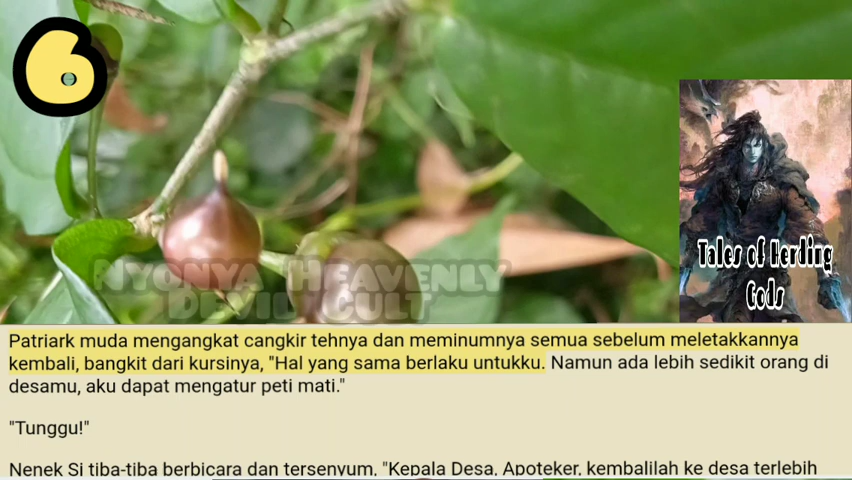 6
Tales of Herding
Gods
Nyonya Heavenly
Devil Cult
Patriark muda mengangkat cangkir tehnya dan meminumnya semua sebelum meletakkannya
kembali, bangkit dari kursinya, "Hal yang sama berlaku untukku. Namun ada lebih sedikit orang di
desamu, aku dapat mengatur peti mati."
"Tunggu!"
Nenek Si tiba-tiba berbicara dan tersenyum, "Kepala Desa, Apoteker, kembalilah ke desa terlebih